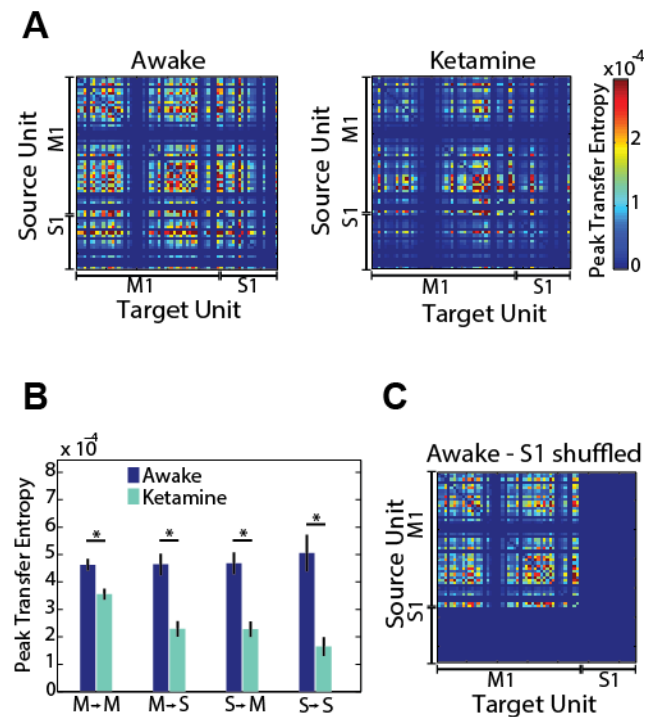 A
Awake
Ketamine
x10⁻⁴
Source Unit
M1
S1
M1
S1
Target Unit
Source Unit
M1
S1
M1
S1
Target Unit
2
1
0
Peak Transfer Entropy
B
x 10⁻⁴
Awake
Ketamine
*
*
*
*
8
7
6
5
4
3
2
1
0
Peak Transfer Entropy
M→M
M→S
S→M
S→S
C
Awake - S1 shuffled
Source Unit
M1
S1
M1
S1
Target Unit